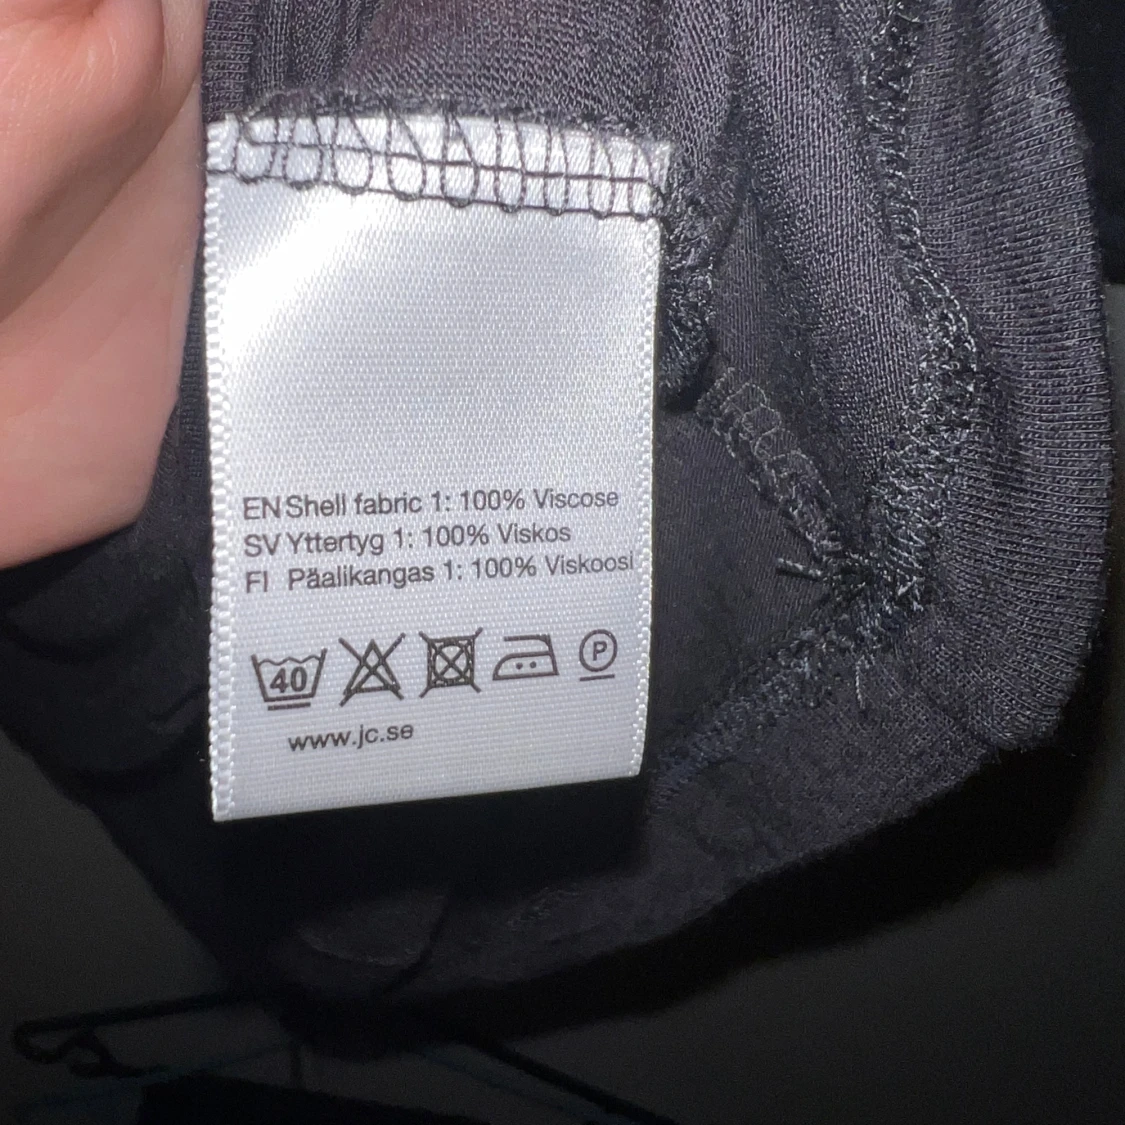 EN Shell fabric 1: 100% Viscose
SV Yttertyg 1: 100% Viskos
FI Päalikangas 1: 100% Viskoosi
40 P
www.jc.se